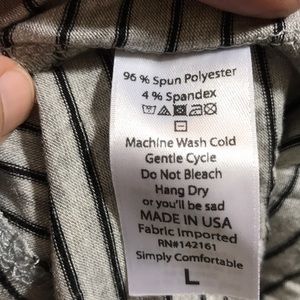 96 % Spun Polyester
4 % Spandex
Machine Wash Cold
Gentle Cycle
Do Not Bleach
Hang Dry
or you'll be sad
MADE IN USA
Fabric Imported
RN#142161
Simply Comfortable
L